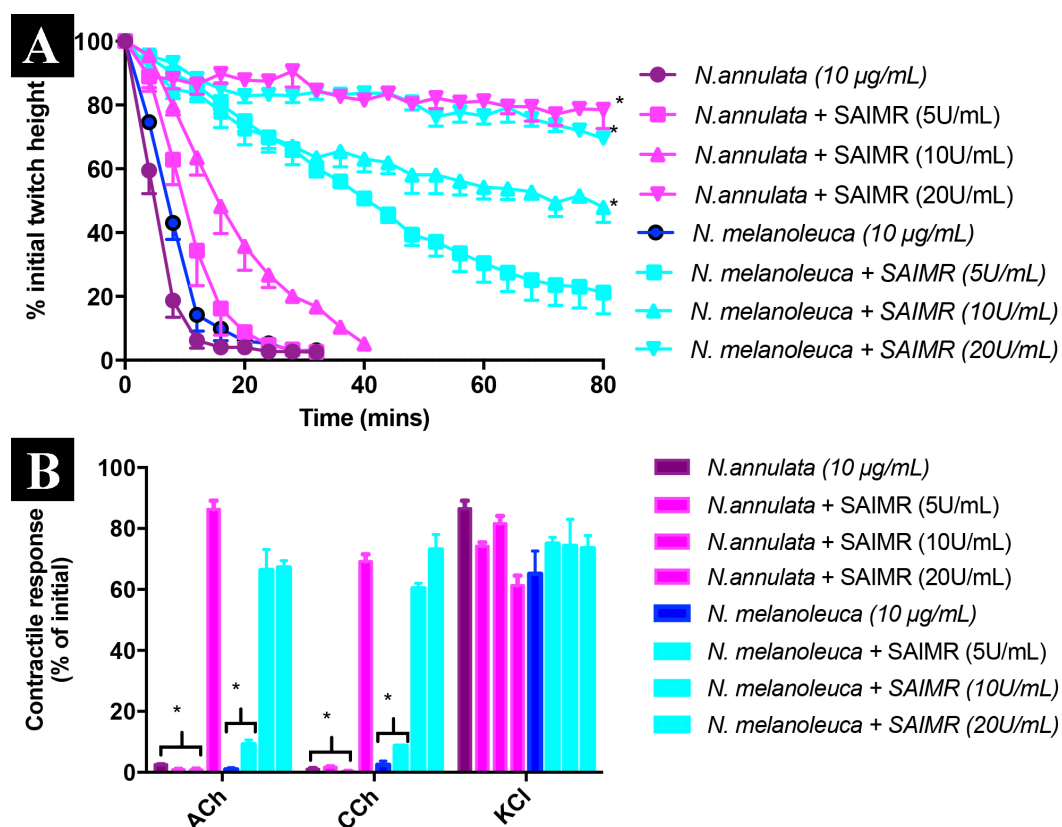 A
% initial twitch height
100
80
60
40
20
0
0
20
40
60
80
Time (mins)
*
*
*
N.annulata (10 µg/mL)
N.annulata + SAIMR (5U/mL)
N.annulata + SAIMR (10U/mL)
N.annulata + SAIMR (20U/mL)
N. melanoleuca (10 µg/mL)
N. melanoleuca + SAIMR (5U/mL)
N. melanoleuca + SAIMR (10U/mL)
N. melanoleuca + SAIMR (20U/mL)
B
Contractile response
(% of initial)
100
80
60
40
20
0
*
*
*
*
ACh
CCh
KCl
N.annulata (10 µg/mL)
N.annulata + SAIMR (5U/mL)
N.annulata + SAIMR (10U/mL)
N.annulata + SAIMR (20U/mL)
N. melanoleuca (10 µg/mL)
N. melanoleuca + SAIMR (5U/mL)
N. melanoleuca + SAIMR (10U/mL)
N. melanoleuca + SAIMR (20U/mL)